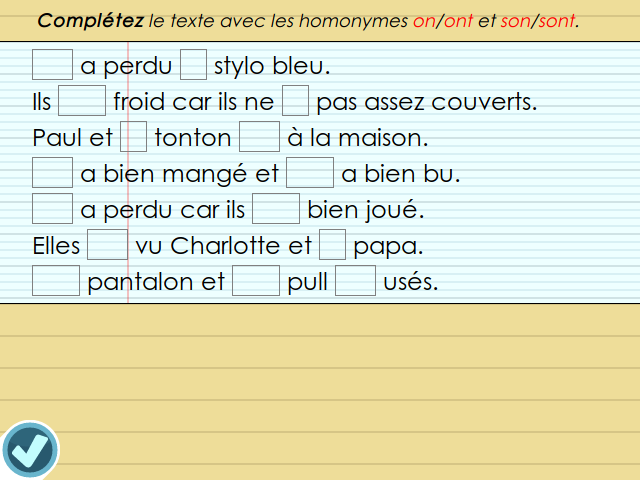 Complétez le texte avec les homonymes on/ont et son/sont.
a perdu stylo bleu.
Ils froid car ils ne pas assez couverts.
Paul et tonton à la maison.
a bien mangé et a bien bu.
a perdu car ils bien joué.
Elles vu Charlotte et papa.
pantalon et pull usés.